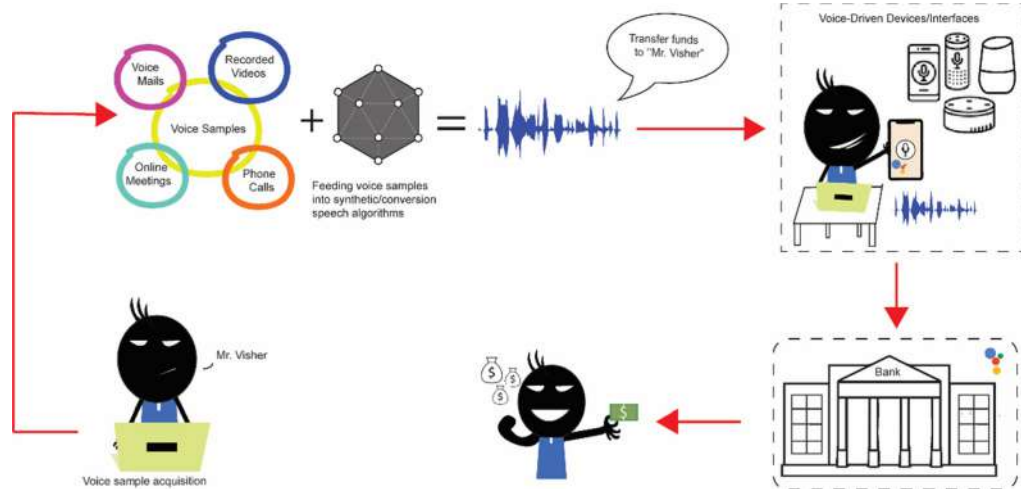 Voice
Mails
Recorded
Videos
Voice Samples
Online
Meetings
Phone
Calls
+
=
Feeding voice samples
into synthetic/conversion
speech algorithms
Transfer funds
to "Mr. Visher"
Voice-Driven Devices/Interfaces
Mr. Visher
Voice sample acquisition
$
$
$
$
Bank